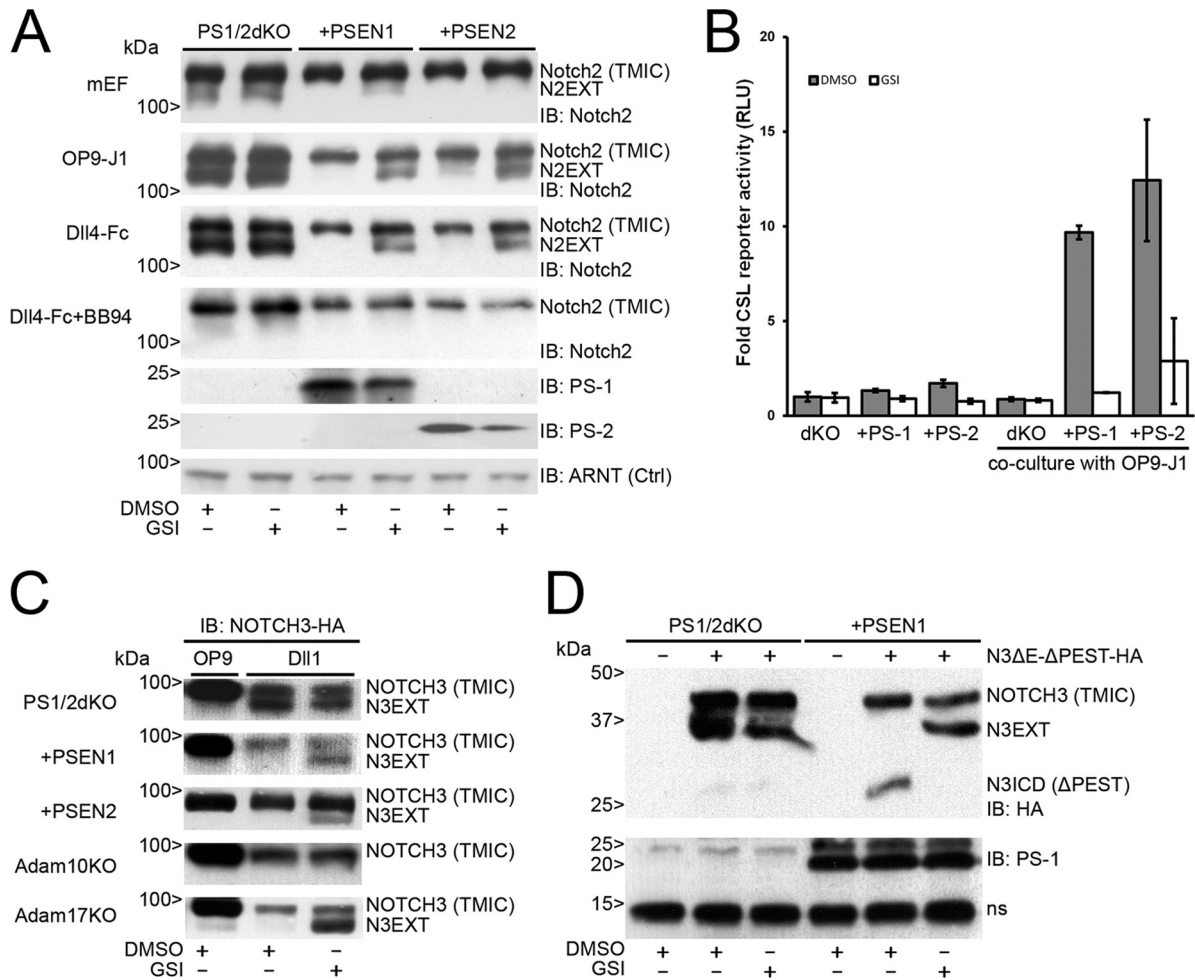 A
PS1/2dKO +PSEN1 +PSEN2
kDa
mEF
100>
Notch2 (TMIC)
N2EXT
IB: Notch2
OP9-J1
100>
Notch2 (TMIC)
N2EXT
IB: Notch2
Dll4-Fc
100>
Notch2 (TMIC)
N2EXT
IB: Notch2
Dll4-Fc+BB94
100>
Notch2 (TMIC)
IB: Notch2
25>
IB: PS-1
25>
IB: PS-2
100>
IB: ARNT (Ctrl)
DMSO + − + − + −
GSI − + − + − +
B
Fold CSL reporter activity (RLU)
20
15
10
5
0
DMSO GSI
dKO +PS-1 +PS-2 dKO +PS-1 +PS-2
co-culture with OP9-J1
C
IB: NOTCH3-HA
kDa
OP9 Dll1
PS1/2dKO
100>
NOTCH3 (TMIC)
N3EXT
+PSEN1
100>
NOTCH3 (TMIC)
N3EXT
+PSEN2
100>
NOTCH3 (TMIC)
N3EXT
Adam10KO
100>
NOTCH3 (TMIC)
Adam17KO
100>
NOTCH3 (TMIC)
N3EXT
DMSO + + −
GSI − − +
D
PS1/2dKO +PSEN1
− + + − + + N3ΔE-ΔPEST-HA
50>
37>
25>
NOTCH3 (TMIC)
N3EXT
N3ICD (ΔPEST)
IB: HA
25>
20>
15>
IB: PS-1
ns
DMSO + + − + + −
GSI − − + − − +